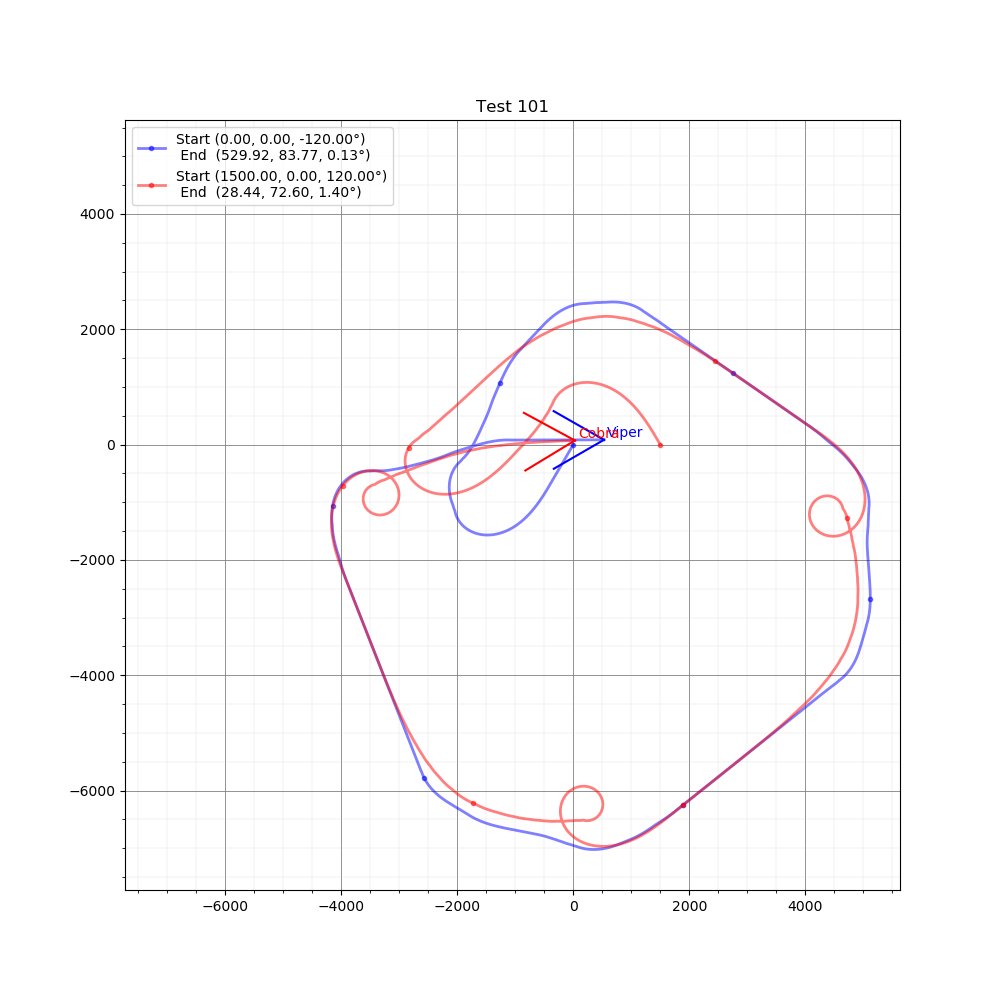 Test 101
Start (0.00, 0.00, -120.00°)
End (529.92, 83.77, 0.13°)
Start (1500.00, 0.00, 120.00°)
End (28.44, 72.60, 1.40°)
4000
2000
Cobra Viper
0
−2000
−4000
−6000
−6000 −4000 −2000 0 2000 4000